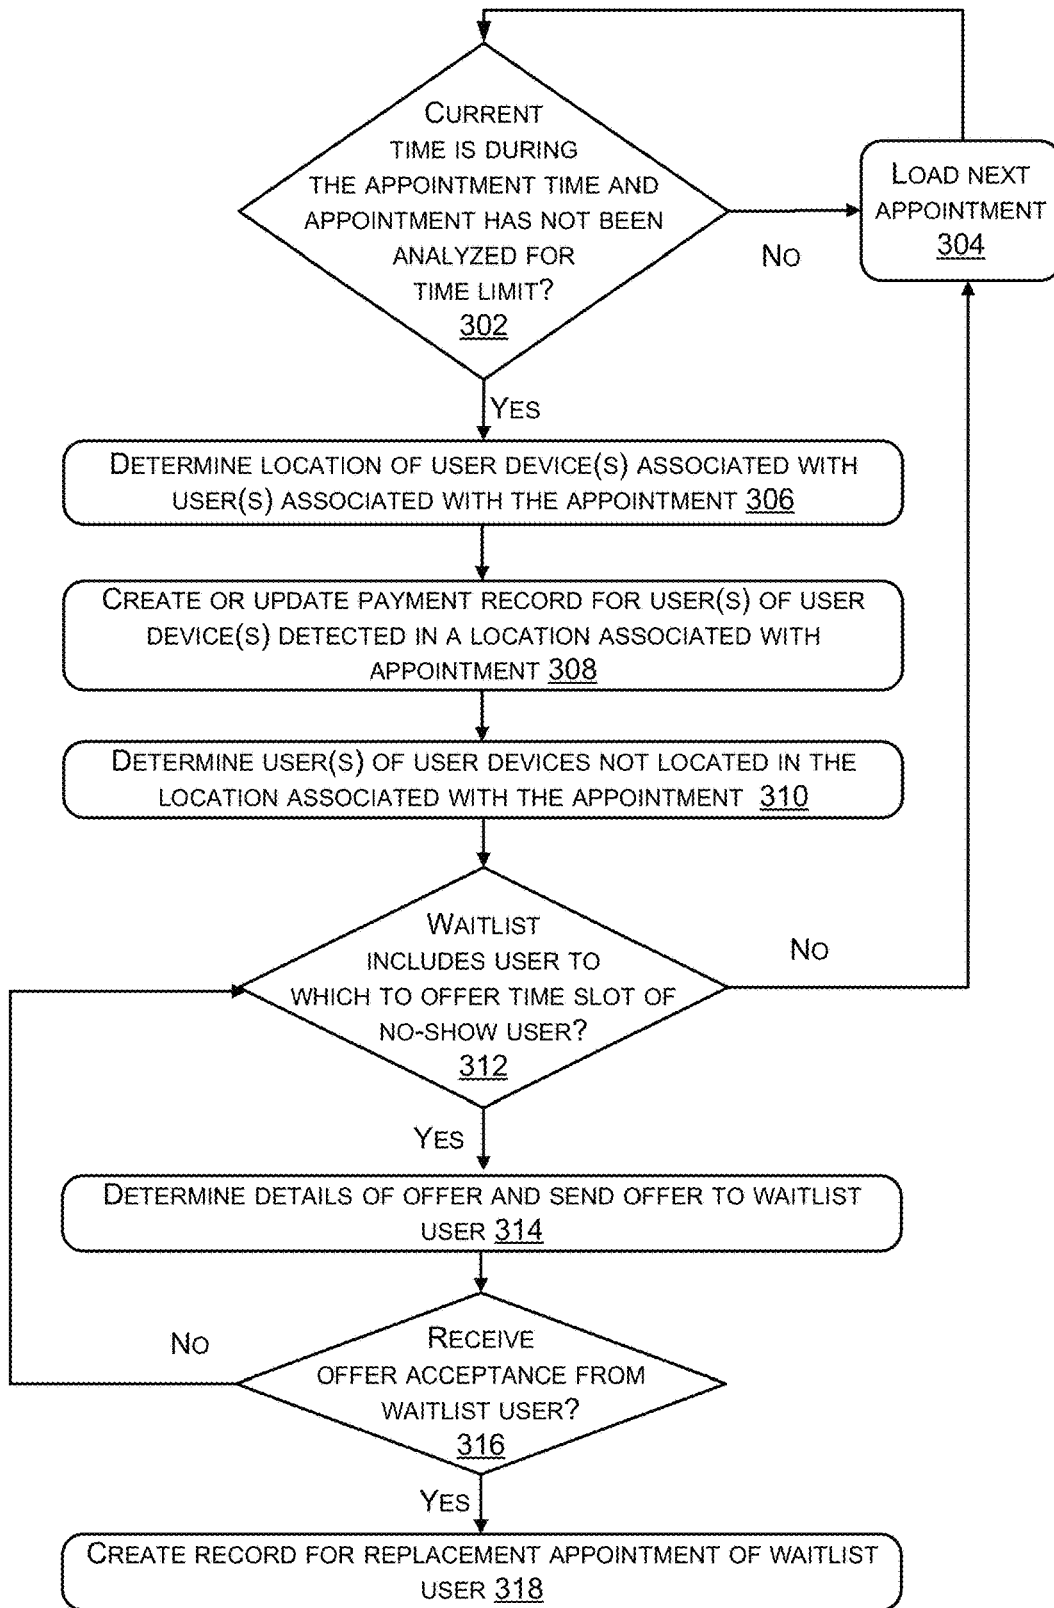 CURRENT
TIME IS DURING
THE APPOINTMENT TIME AND
APPOINTMENT HAS NOT BEEN
ANALYZED FOR
TIME LIMIT?
302
NO
LOAD NEXT
APPOINTMENT
304
YES
DETERMINE LOCATION OF USER DEVICE(S) ASSOCIATED WITH
USER(S) ASSOCIATED WITH THE APPOINTMENT 306
CREATE OR UPDATE PAYMENT RECORD FOR USER(S) OF USER
DEVICE(S) DETECTED IN A LOCATION ASSOCIATED WITH
APPOINTMENT 308
DETERMINE USER(S) OF USER DEVICES NOT LOCATED IN THE
LOCATION ASSOCIATED WITH THE APPOINTMENT 310
WAITLIST
INCLUDES USER TO
WHICH TO OFFER TIME SLOT OF
NO-SHOW USER?
312
NO
YES
DETERMINE DETAILS OF OFFER AND SEND OFFER TO WAITLIST
USER 314
NO
RECEIVE
OFFER ACCEPTANCE FROM
WAITLIST USER?
316
YES
CREATE RECORD FOR REPLACEMENT APPOINTMENT OF WAITLIST
USER 318